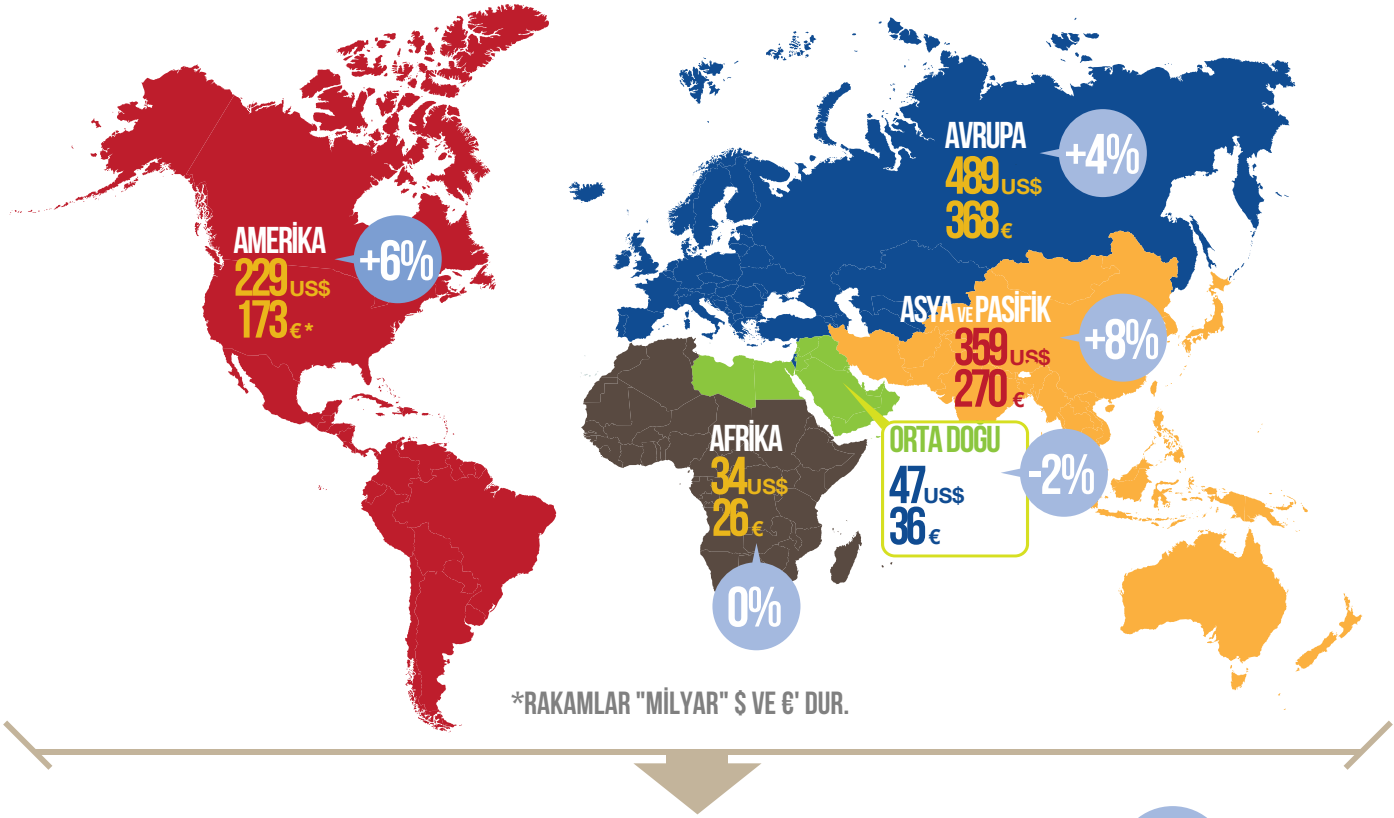 AMERİKA
229US$
173€*
+6%
AVRUPA
489US$
368€
+4%
ASYA VE PASİFİK
359US$
270€
+8%
AFRİKA
34US$
26€
0%
ORTA DOĞU
47US$
36€
-2%
*RAKAMLAR "MİLYAR" $ VE €' DUR.